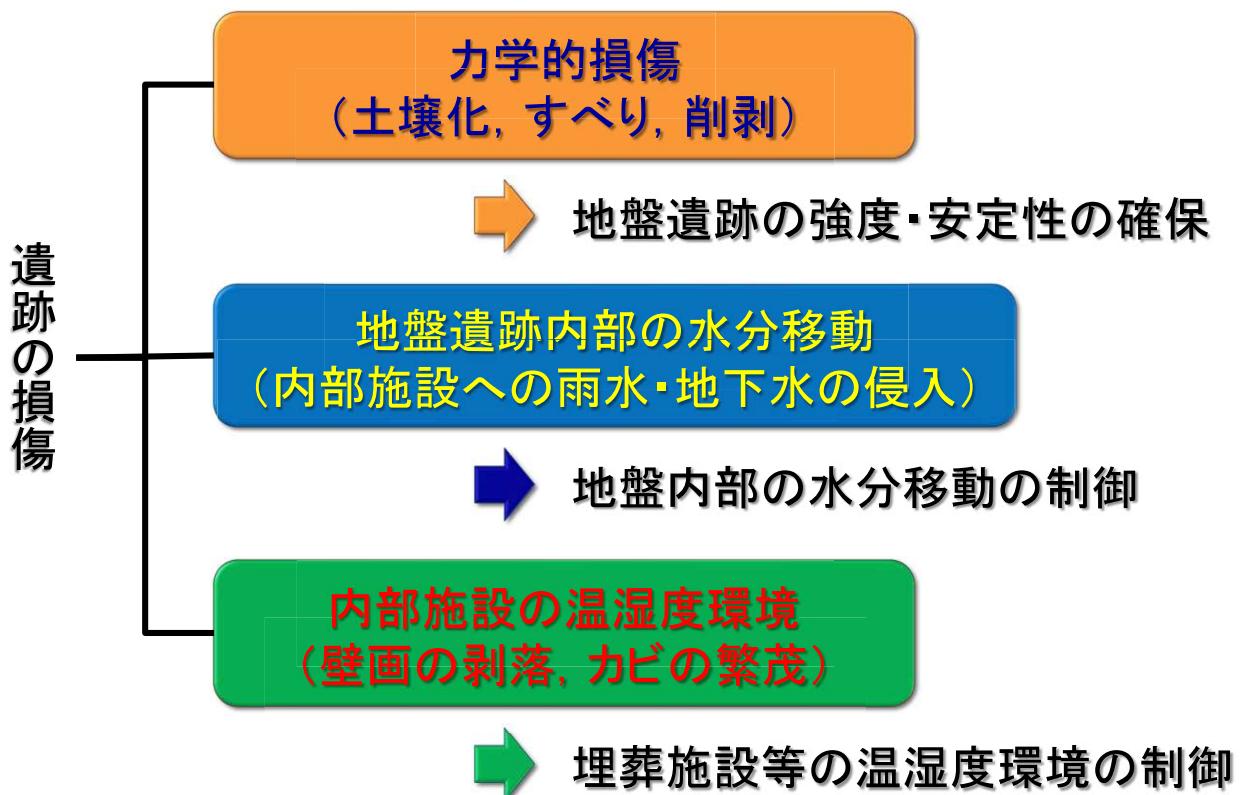 遺跡の損傷
力学的損傷
（土壌化，すべり，削剥）
地盤遺跡の強度・安定性の確保
地盤遺跡内部の水分移動
（内部施設への雨水・地下水の侵入）
地盤内部の水分移動の制御
内部施設の温湿度環境
（壁画の剥落，カビの繁茂）
埋葬施設等の温湿度環境の制御